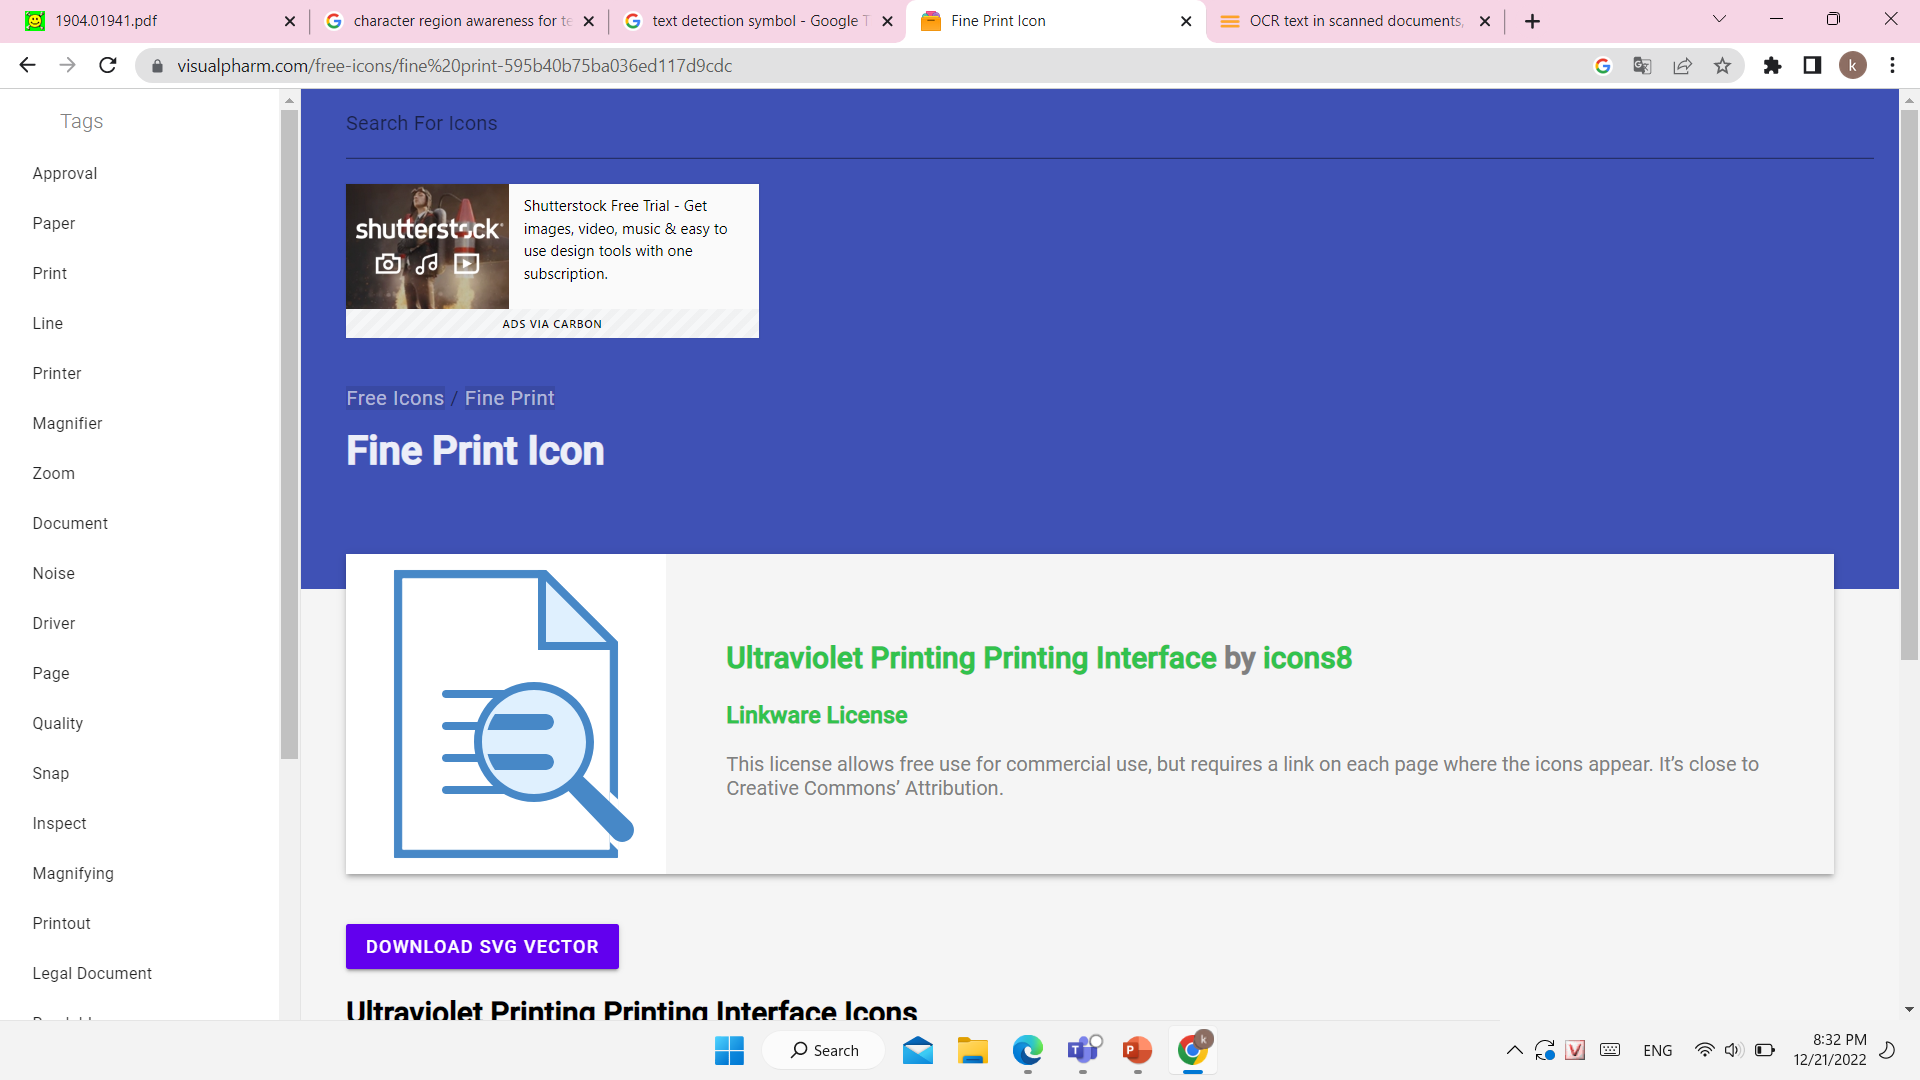 1904.01941.pdf
character region awareness for te
text detection symbol - Google T
Fine Print Icon
OCR text in scanned documents,
visualpharm.com/free-icons/fine%20print-595b40b75ba036ed117d9cdc
k
Tags
Approval
Paper
Print
Line
Printer
Magnifier
Zoom
Document
Noise
Driver
Page
Quality
Snap
Inspect
Magnifying
Printout
Legal Document
Search For Icons
shutterstock
Shutterstock Free Trial - Get
images, video, music & easy to
use design tools with one
subscription.
ADS VIA CARBON
Free Icons / Fine Print
Fine Print Icon
Ultraviolet Printing Printing Interface by icons8
Linkware License
This license allows free use for commercial use, but requires a link on each page where the icons appear. It’s close to
Creative Commons’ Attribution.
DOWNLOAD SVG VECTOR
Ultraviolet Printing Printing Interface Icons
Search
k
ENG
8:32 PM
12/21/2022